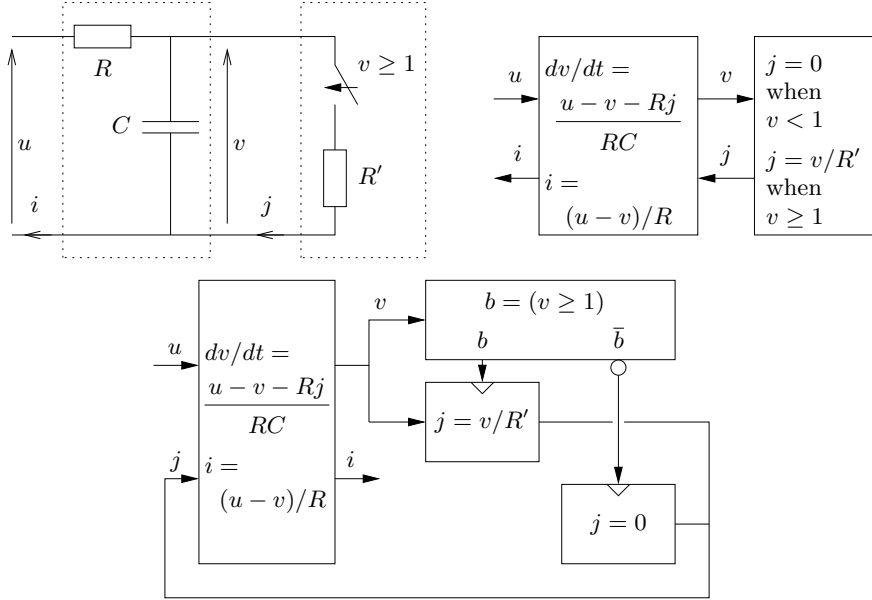 R
v ≥ 1
C
u
v
R′
i
j
u
dv/dt =
u − v − Rj
RC
i
i =
(u − v)/R
v
j
j = 0
when
v < 1
j = v/R′
when
v ≥ 1
u
dv/dt =
u − v − Rj
RC
j
i =
(u − v)/R
i
v
b = (v ≥ 1)
b b̄
j = v/R′
j = 0